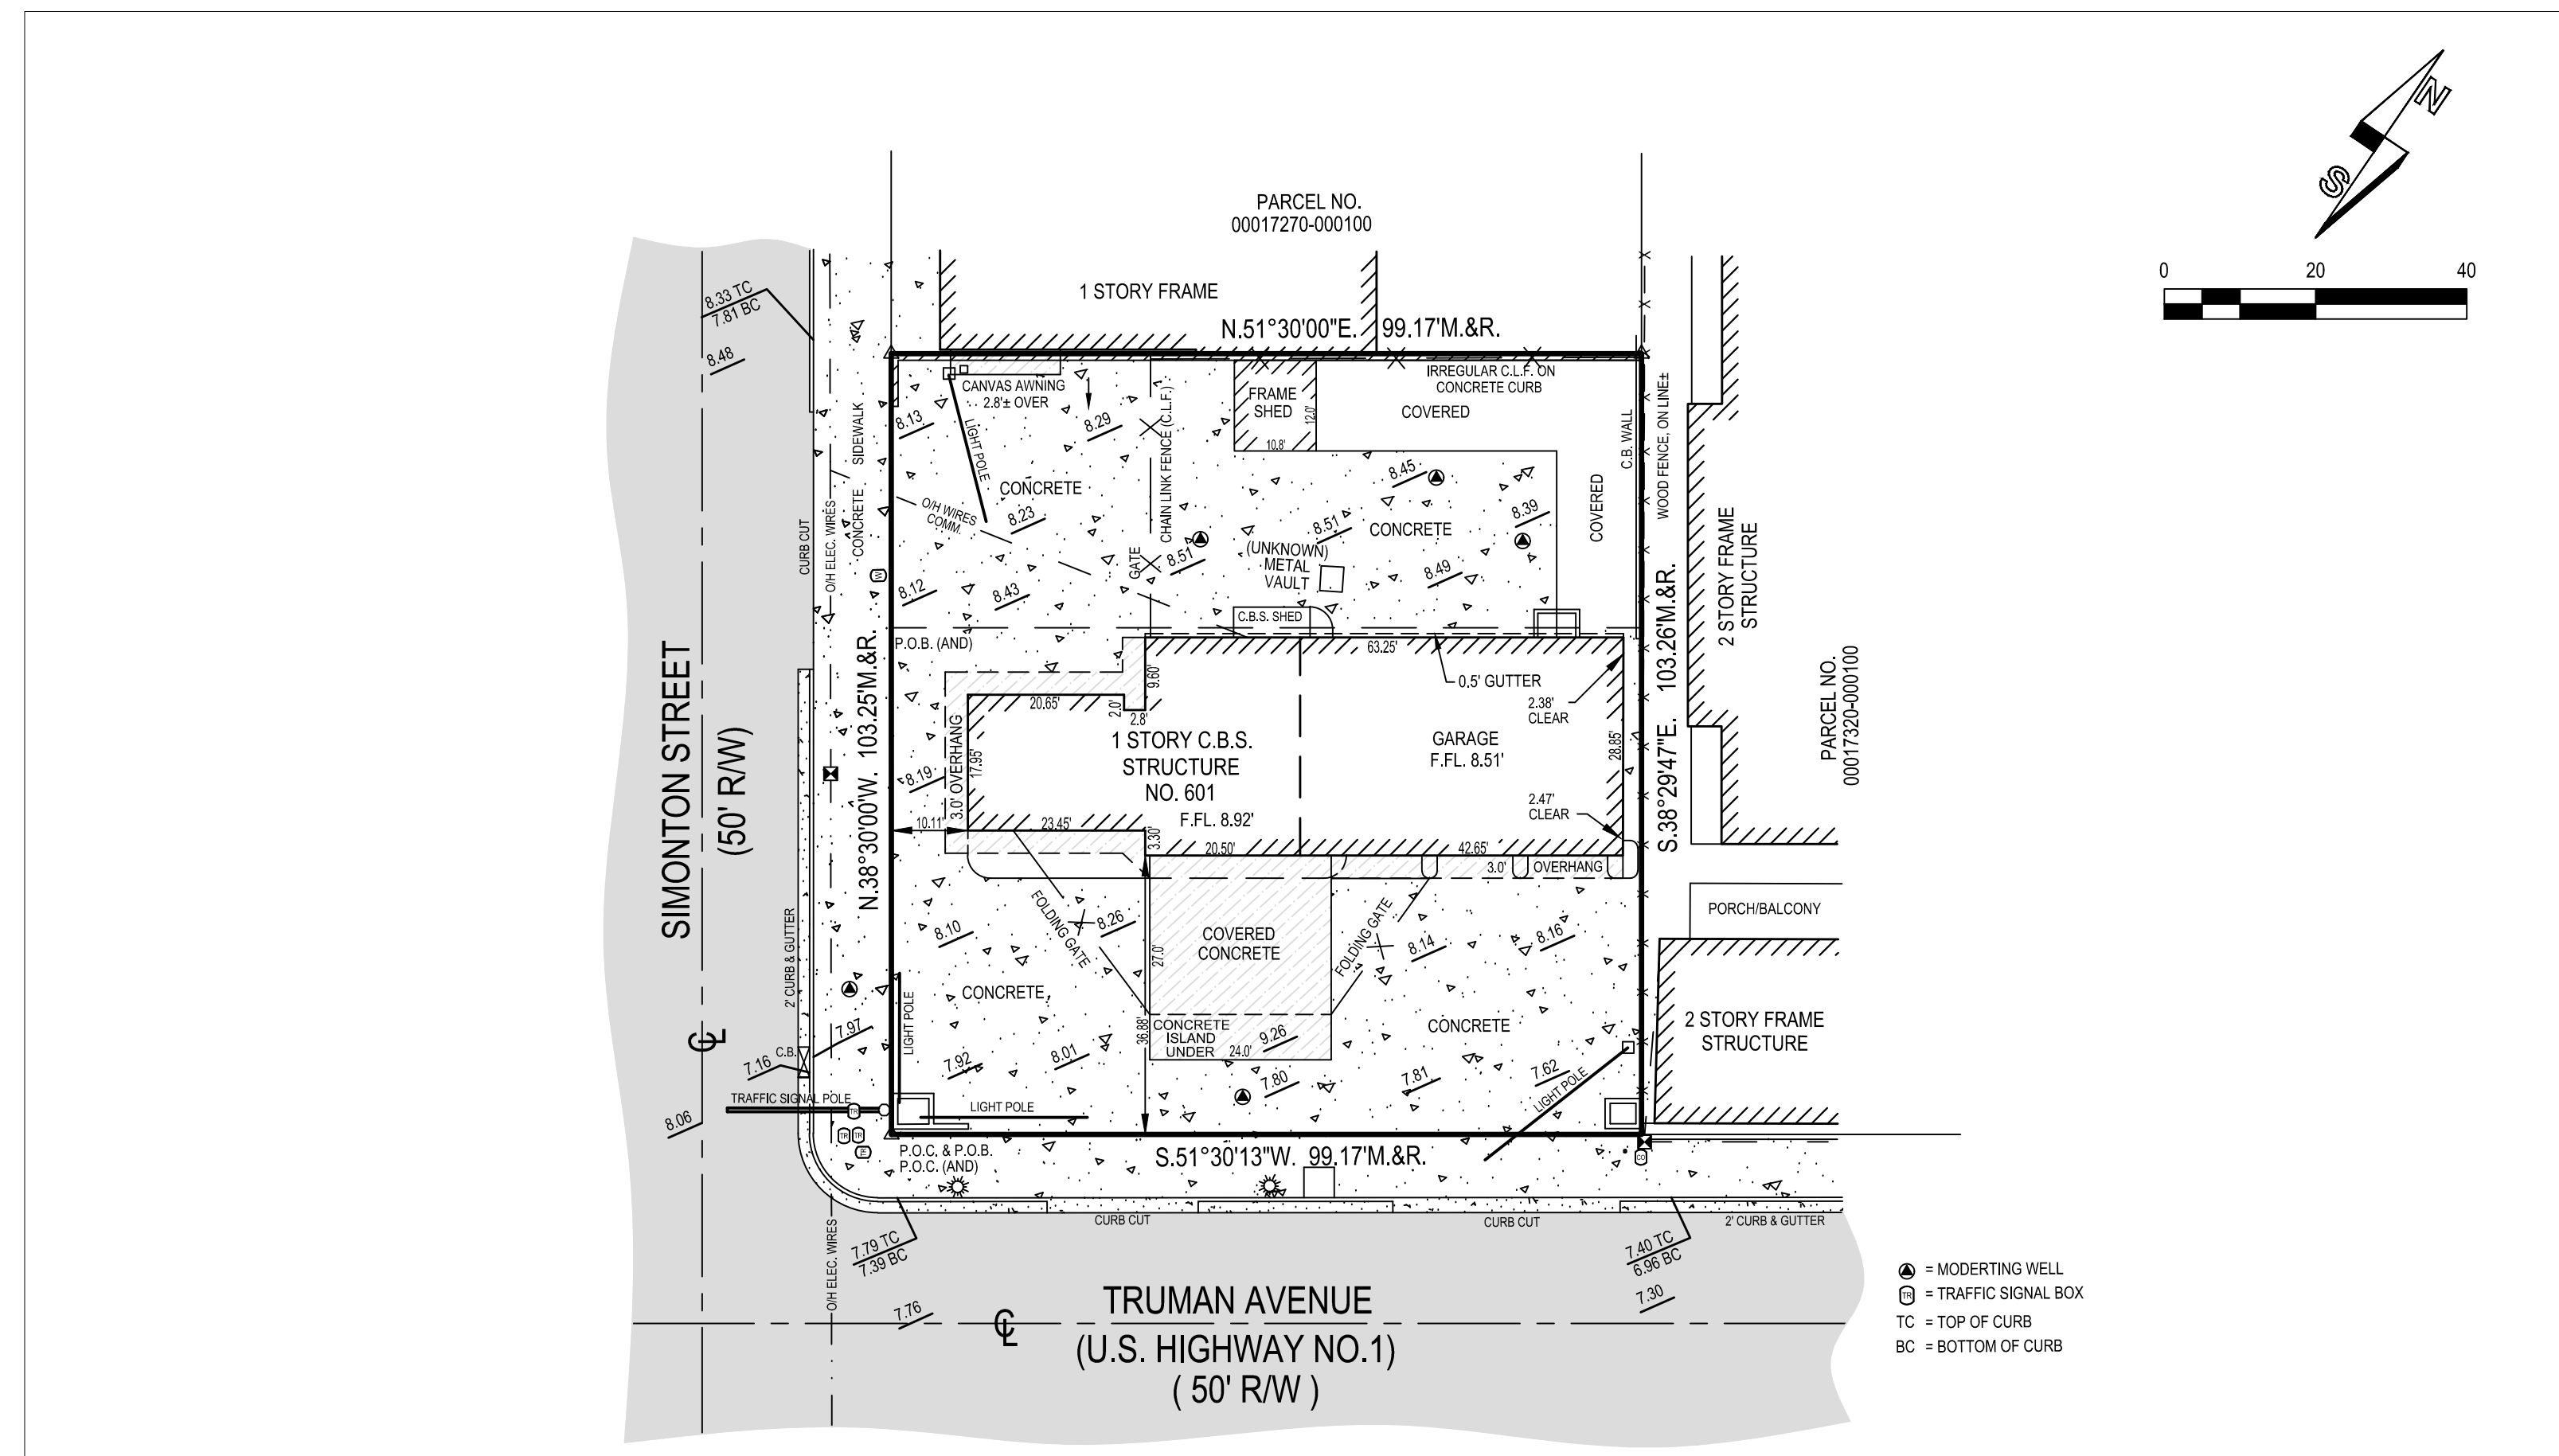 N
S
0 20 40
PARCEL NO.
00017270-000100
1 STORY FRAME
N.51°30'00"E. 99.17'M.&R.
8.33 TC
7.81 BC
8.48
CANVAS AWNING
2.8'± OVER
8.13
8.29
LIGHT POLE
CONCRETE
8.23
O/H WIRES
COMM.
8.12
8.43
CHAIN LINK FENCE (C.L.F.)
GATE
FRAME
SHED
12.0'
10.8'
IRREGULAR C.L.F. ON
CONCRETE CURB
COVERED
COVERED
C.B. WALL
WOOD FENCE, ON LINE±
8.45
8.39
8.51
CONCRETE
8.51
(UNKNOWN)
METAL
VAULT
8.49
C.B.S. SHED
CURB CUT
O/H ELEC. WIRES
CONCRETE SIDEWALK
W
P.O.B. (AND)
SIMONTON STREET
(50' R/W)
N.38°30'00"W. 103.25'M.&R.
S.38°29'47"E. 103.26'M.&R.
2 STORY FRAME
STRUCTURE
PARCEL NO.
00017320-000100
63.25'
9.60'
0.5' GUTTER
2.38'
CLEAR
20.65'
2.0'
2.8'
3.0' OVERHANG
17.95'
8.19
1 STORY C.B.S.
STRUCTURE
NO. 601
F.FL. 8.92'
GARAGE
F.FL. 8.51'
28.85'
2.47'
CLEAR
10.11'
23.45'
3.30'
20.50'
42.65'
3.0' OVERHANG
FOLDING GATE
8.26
8.10
COVERED
CONCRETE
27.0'
FOLDING GATE
8.14
8.16
PORCH/BALCONY
2' CURB & GUTTER
CONCRETE
CONCRETE
LIGHT POLE
36.88'
CONCRETE
ISLAND
UNDER
24.0'
9.26
2 STORY FRAME
STRUCTURE
7.97
C.B.
7.16
7.92
8.01
7.80
7.81
7.62
LIGHT POLE
TRAFFIC SIGNAL POLE
TR
TR
TR
TR
LIGHT POLE
8.06
P.O.C. & P.O.B.
P.O.C. (AND)
S.51°30'13"W. 99.17'M.&R.
CO
CURB CUT
CURB CUT
2' CURB & GUTTER
7.79 TC
7.39 BC
O/H ELEC. WIRES
7.40 TC
6.96 BC
7.76
7.30
CL
CL
TRUMAN AVENUE
(U.S. HIGHWAY NO.1)
( 50' R/W )
= MODERTING WELL
TR = TRAFFIC SIGNAL BOX
TC = TOP OF CURB
BC = BOTTOM OF CURB